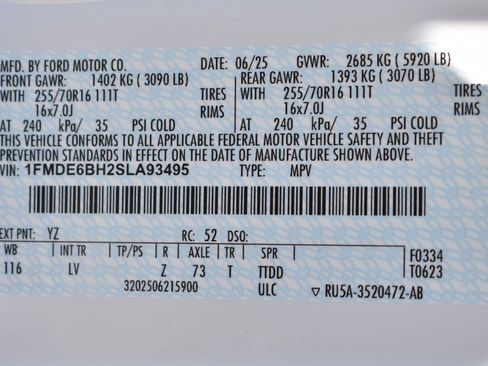 MFD. BY FORD MOTOR CO. DATE: 06/25 GVWR: 2685 KG ( 5920 LB)
FRONT GAWR: 1402 KG ( 3090 LB) REAR GAWR: 1393 KG ( 3070 LB)
WITH 255/70R16 111T TIRES WITH 255/70R16 111T TIRES
16x7.0J RIMS 16x7.0J RIMS
AT 240 kPa/ 35 PSI COLD AT 240 kPa/ 35 PSI COLD
THIS VEHICLE CONFORMS TO ALL APPLICABLE FEDERAL MOTOR VEHICLE SAFETY AND THEFT
PREVENTION STANDARDS IN EFFECT ON THE DATE OF MANUFACTURE SHOWN ABOVE.
VIN: 1FMDE6BH2SLA93495 TYPE: MPV
EXT PNT: YZ RC: 52 DSO:
WB INT TR TP/PS R AXLE TR SPR F0334
116 LV Z 73 T TTDD T0623
3202506215900 ULC ▽ RU5A-3520472-AB